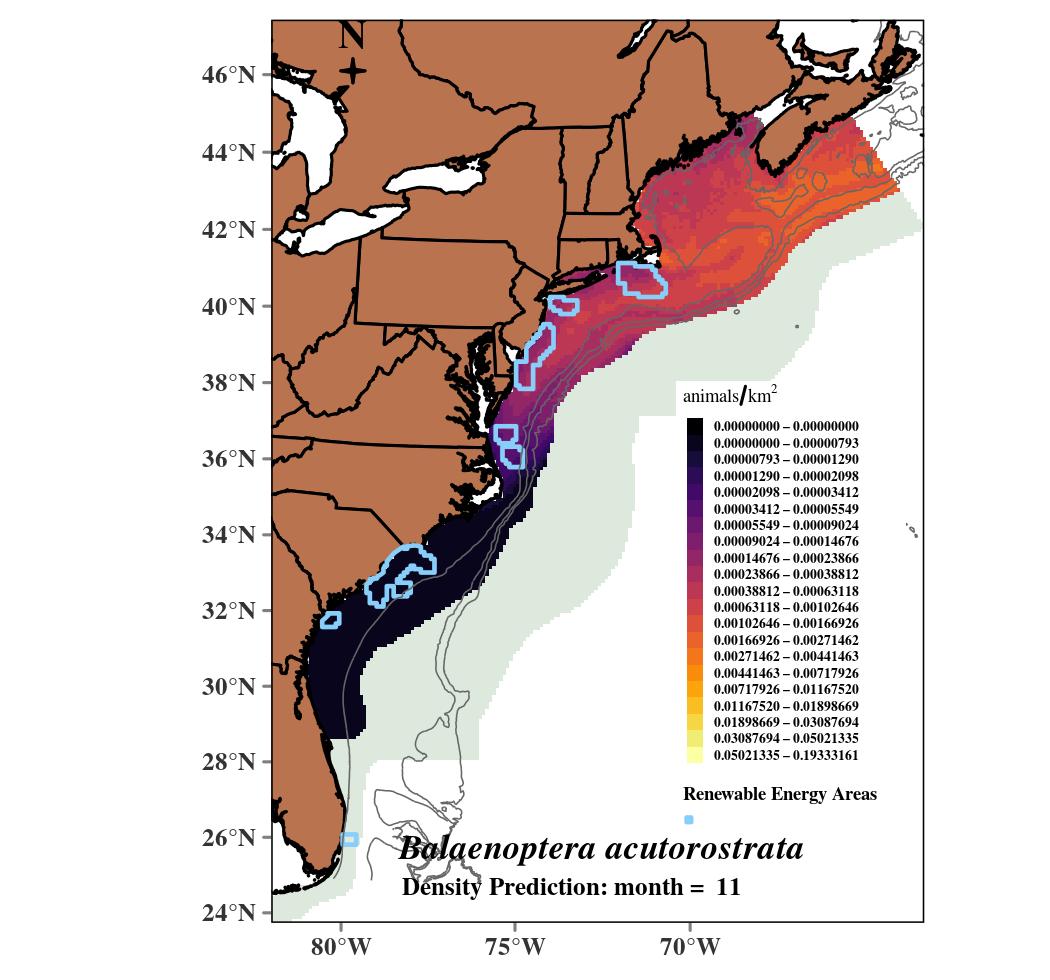 N
46°N
44°N
42°N
40°N
38°N
36°N
34°N
32°N
30°N
28°N
26°N
24°N
80°W
75°W
70°W
animals/km²
0.00000000 – 0.00000000
0.00000000 – 0.00000793
0.00000793 – 0.00001290
0.00001290 – 0.00002098
0.00002098 – 0.00003412
0.00003412 – 0.00005549
0.00005549 – 0.00009024
0.00009024 – 0.00014676
0.00014676 – 0.00023866
0.00023866 – 0.00038812
0.00038812 – 0.00063118
0.00063118 – 0.00102646
0.00102646 – 0.00166926
0.00166926 – 0.00271462
0.00271462 – 0.00441463
0.00441463 – 0.00717926
0.00717926 – 0.01167520
0.01167520 – 0.01898669
0.01898669 – 0.03087694
0.03087694 – 0.05021335
0.05021335 – 0.19333161
Renewable Energy Areas
Balaenoptera acutorostrata
Density Prediction: month = 11